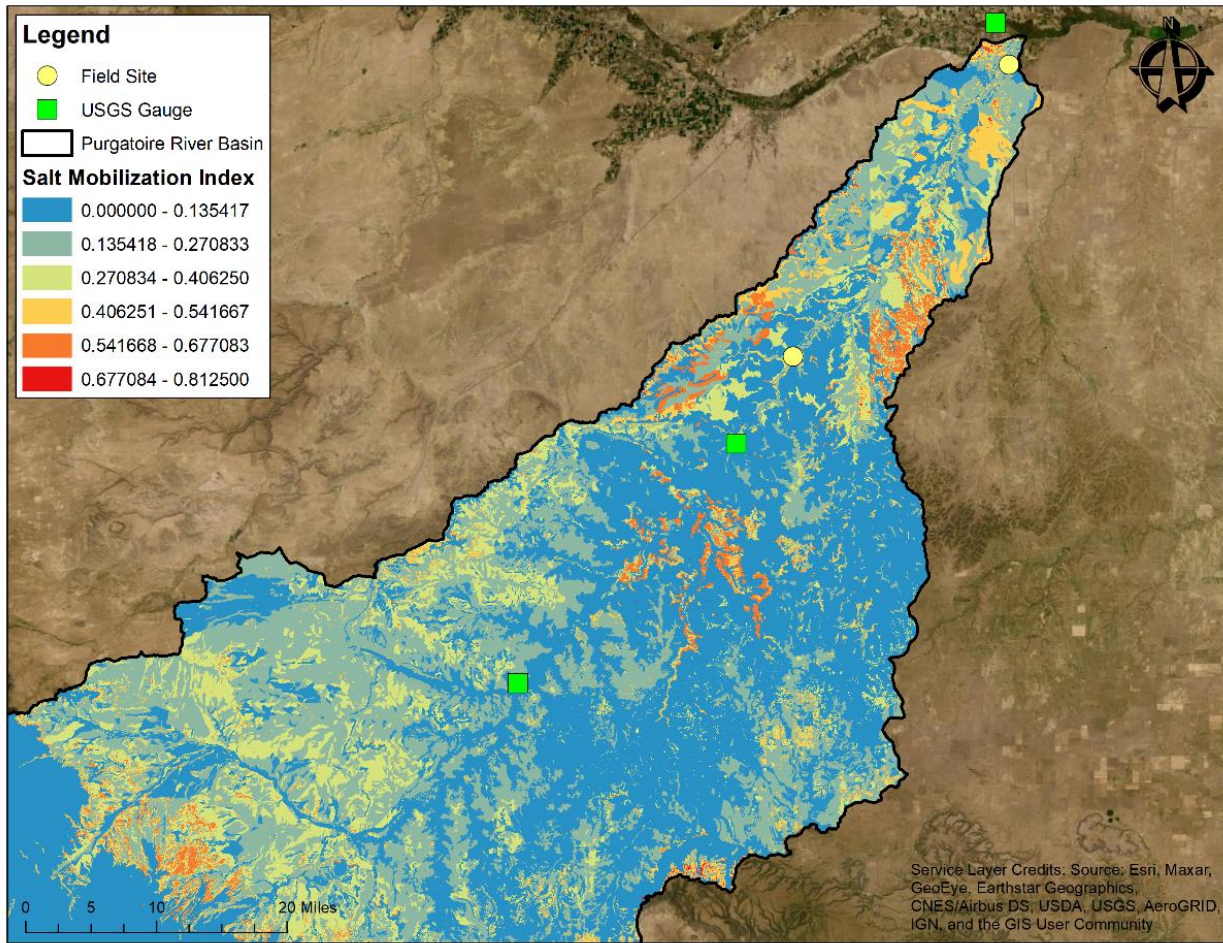 Legend
Field Site
USGS Gauge
Purgatoire River Basin
Salt Mobilization Index
0.000000 - 0.135417
0.135418 - 0.270833
0.270834 - 0.406250
0.406251 - 0.541667
0.541668 - 0.677083
0.677084 - 0.812500
N
0 5 10 20 Miles
Service Layer Credits: Source: Esri, Maxar,
GeoEye, Earthstar Geographics,
CNES/Airbus DS, USDA, USGS, AeroGRID,
IGN, and the GIS User Community